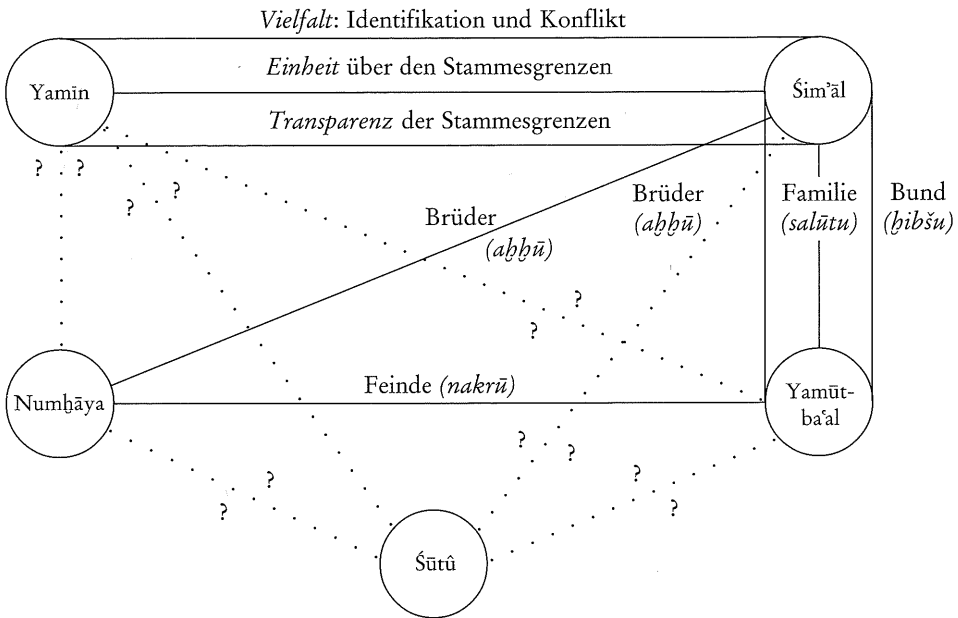 Vielfalt: Identifikation und Konflikt
Einheit über den Stammesgrenzen
Yamīn
Śim’āl
Transparenz der Stammesgrenzen
? ?
?
?
Brüder
(aḫḫū)
Brüder
(aḫḫū)
Familie
(salūtu)
Bund
(ḫibšu)
?
?
Numḫāya
Feinde (nakrū)
Yamūt-
baʿal
?
?
?
?
?
?
Śūtû